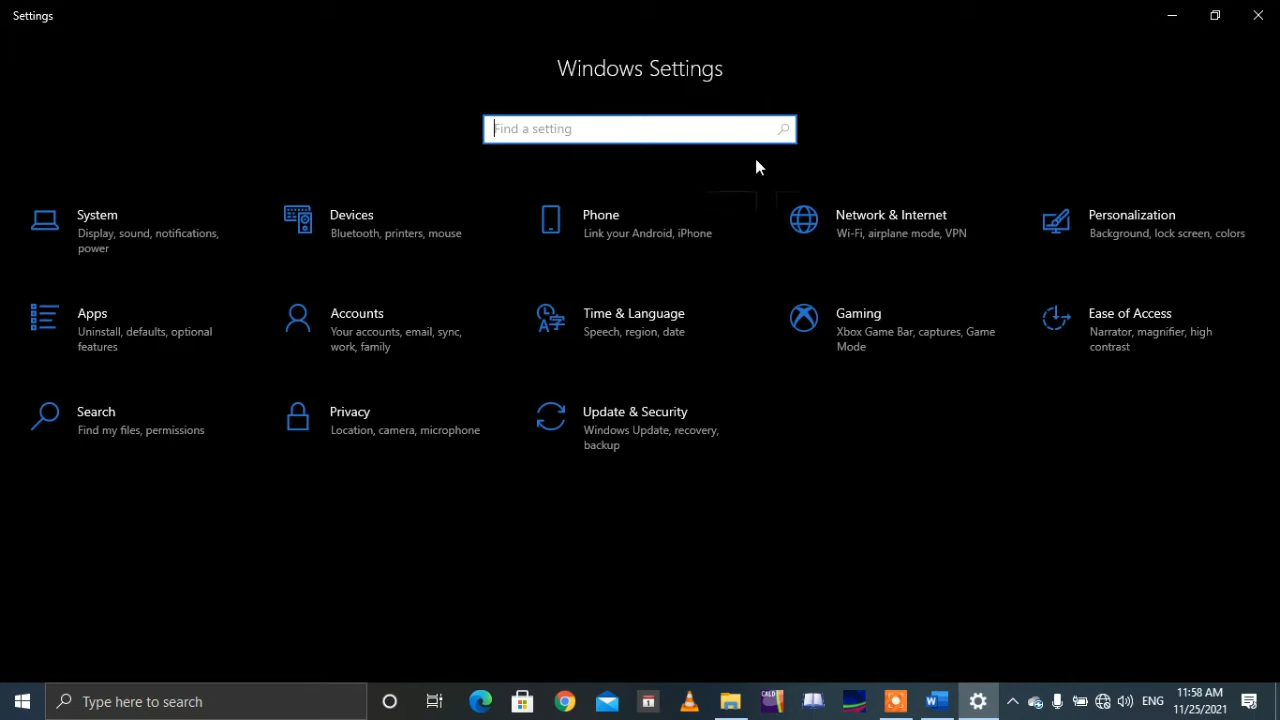 Settings
Windows Settings
Find a setting
System
Display, sound, notifications,
power
Devices
Bluetooth, printers, mouse
Phone
Link your Android, iPhone
Network & Internet
Wi-Fi, airplane mode, VPN
Personalization
Background, lock screen, colors
Apps
Uninstall, defaults, optional
features
Accounts
Your accounts, email, sync,
work, family
Time & Language
Speech, region, date
Gaming
Xbox Game Bar, captures, Game
Mode
Ease of Access
Narrator, magnifier, high
contrast
Search
Find my files, permissions
Privacy
Location, camera, microphone
Update & Security
Windows Update, recovery,
backup
Type here to search
CALD
ENG
11:58 AM
11/25/2021